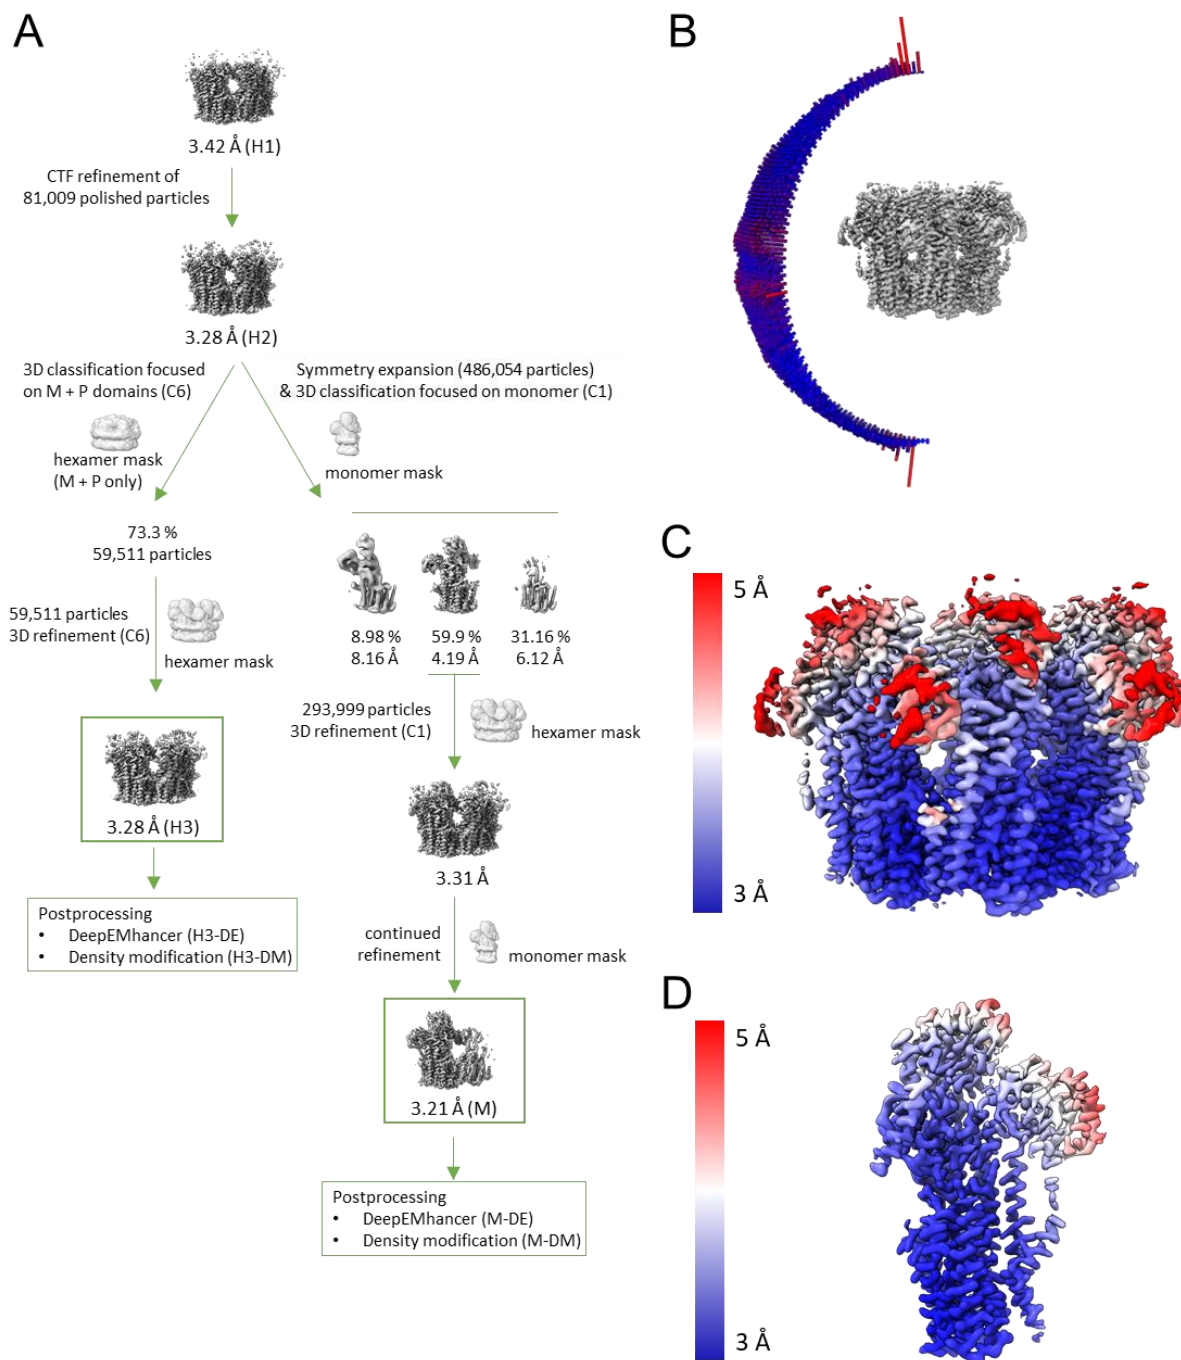 A
3.42 Å (H1)
CTF refinement of
81,009 polished particles
3.28 Å (H2)
3D classification focused
on M + P domains (C6)
hexamer mask
(M + P only)
Symmetry expansion (486,054 particles)
& 3D classification focused on monomer (C1)
monomer mask
73.3 %
59,511 particles
59,511 particles
3D refinement (C6)
hexamer mask
3.28 Å (H3)
Postprocessing
• DeepEMhancer (H3-DE)
• Density modification (H3-DM)
8.98 %
8.16 Å
59.9 %
4.19 Å
31.16 %
6.12 Å
293,999 particles
3D refinement (C1)
hexamer mask
3.31 Å
continued
refinement
monomer mask
3.21 Å (M)
Postprocessing
• DeepEMhancer (M-DE)
• Density modification (M-DM)
B
C
5 Å
3 Å
D
5 Å
3 Å